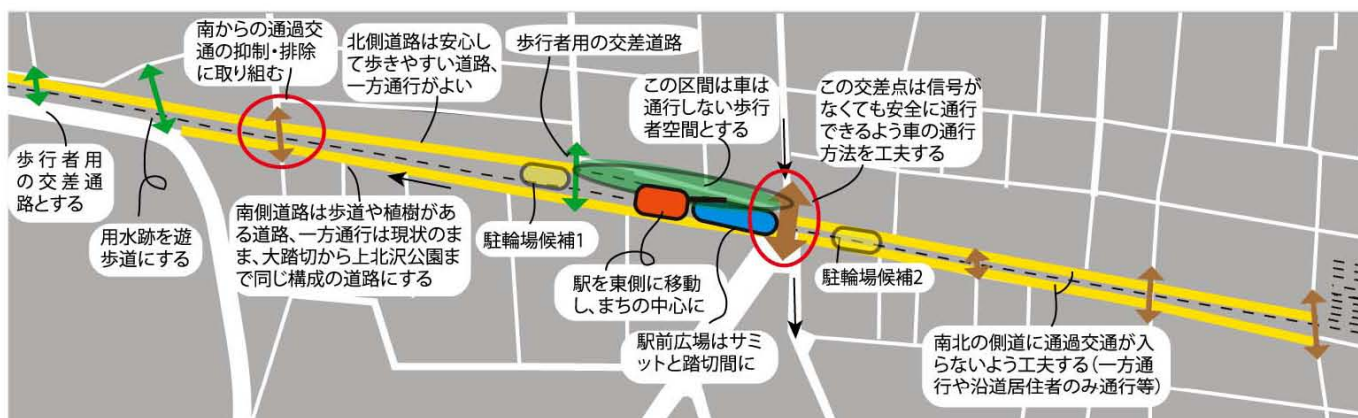 南からの通過交
通の抑制・排除
に取り組む
北側道路は安心し
て歩きやすい道路、
一方通行がよい
歩行者用の交差道路
この区間は車は
通行しない歩行
者空間とする
この交差点は信号が
なくても安全に通行
できるよう車の通行
方法を工夫する
歩行者用
の交差通
路とする
用水跡を遊
歩道にする
南側道路は歩道や植樹があ
る道路、一方通行は現状のま
ま、大踏切から上北沢公園ま
で同じ構成の道路にする
駐輪場候補1
駅を東側に移動
し、まちの中心に
駅前広場はサミ
ットと踏切間に
駐輪場候補2
南北の側道に通過交通が入
らないよう工夫する(一方通
行や沿道居住者のみ通行等)